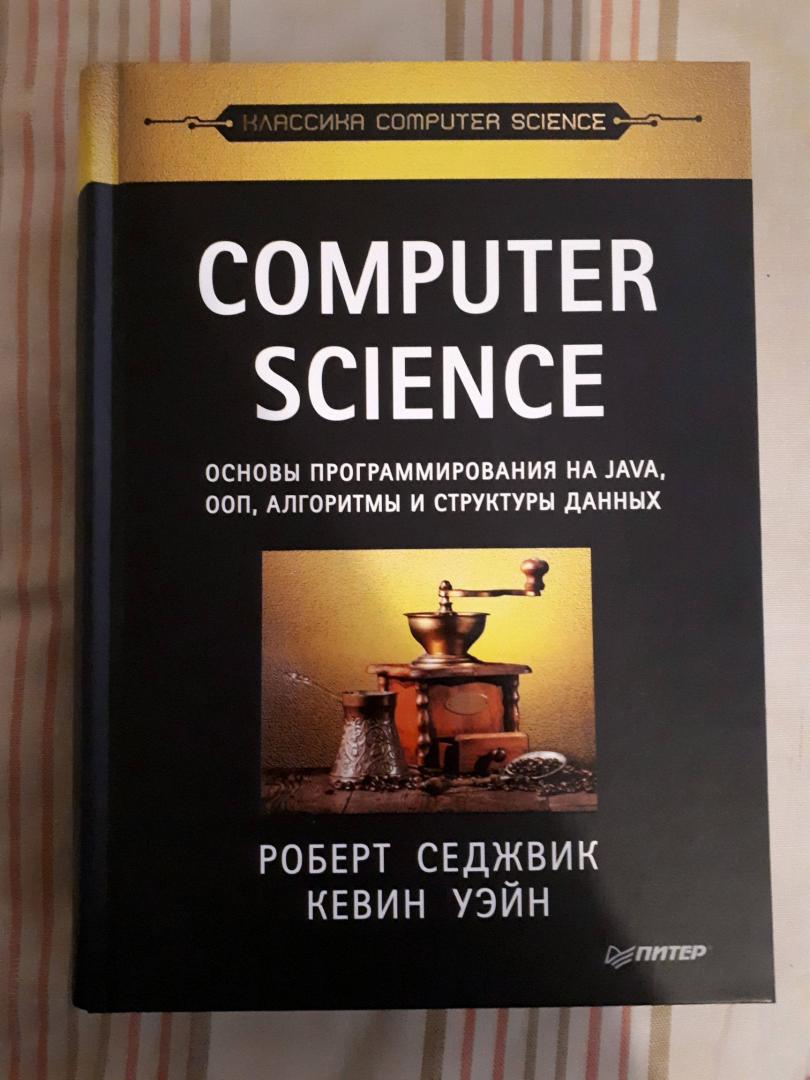 КЛАССИКА COMPUTER SCIENCE
COMPUTER
SCIENCE
ОСНОВЫ ПРОГРАММИРОВАНИЯ НА JAVA,
ООП, АЛГОРИТМЫ И СТРУКТУРЫ ДАННЫХ
РОБЕРТ СЕДЖВИК
КЕВИН УЭЙН
ПИТЕР